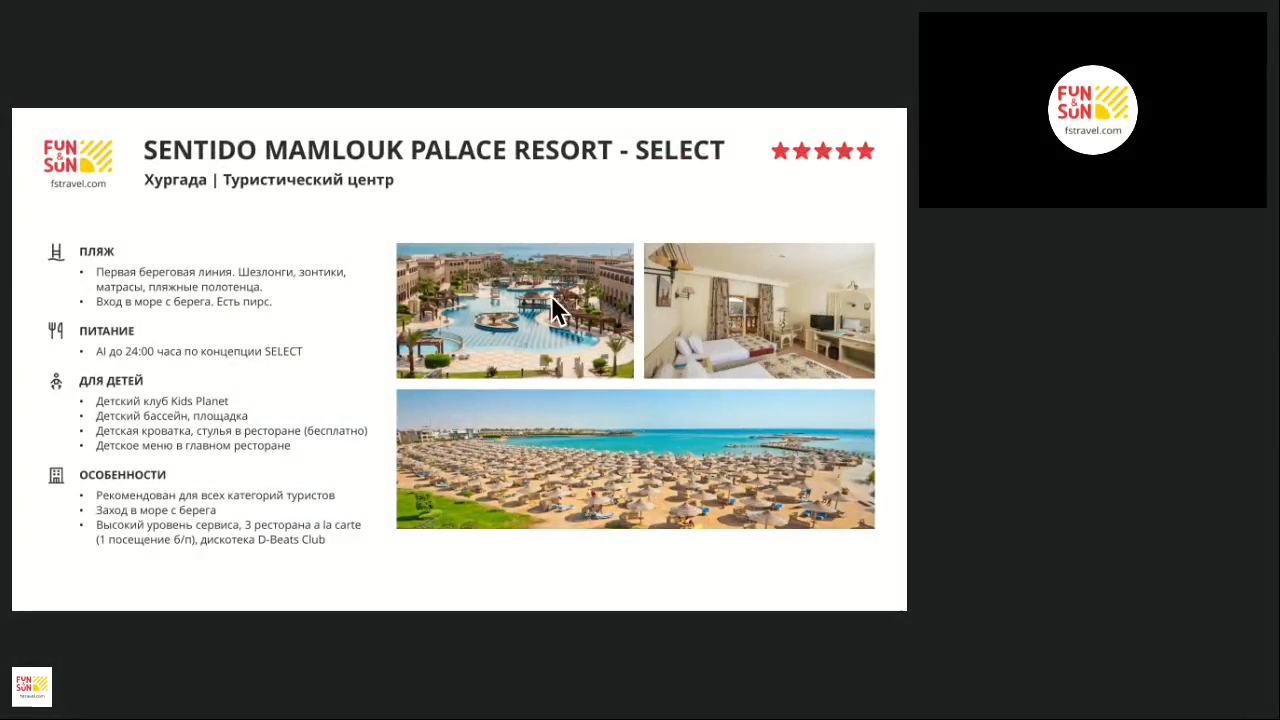 FUN
&
SUN
fstravel.com
SENTIDO MAMLOUK PALACE RESORT - SELECT
Хургада | Туристический центр
ПЛЯЖ
• Первая береговая линия. Шезлонги, зонтики,
матрасы, пляжные полотенца.
• Вход в море с берега. Есть пирс.
ПИТАНИЕ
• AI до 24:00 часа по концепции SELECT
ДЛЯ ДЕТЕЙ
• Детский клуб Kids Planet
• Детский бассейн, площадка
• Детская кроватка, стулья в ресторане (бесплатно)
• Детское меню в главном ресторане
ОСОБЕННОСТИ
• Рекомендован для всех категорий туристов
• Заход в море с берега
• Высокий уровень сервиса, 3 ресторана a la carte
(1 посещение б/п), дискотека D-Beats Club
FUN
&
SUN
fstravel.com
FUN
&
SUN
fstravel.com